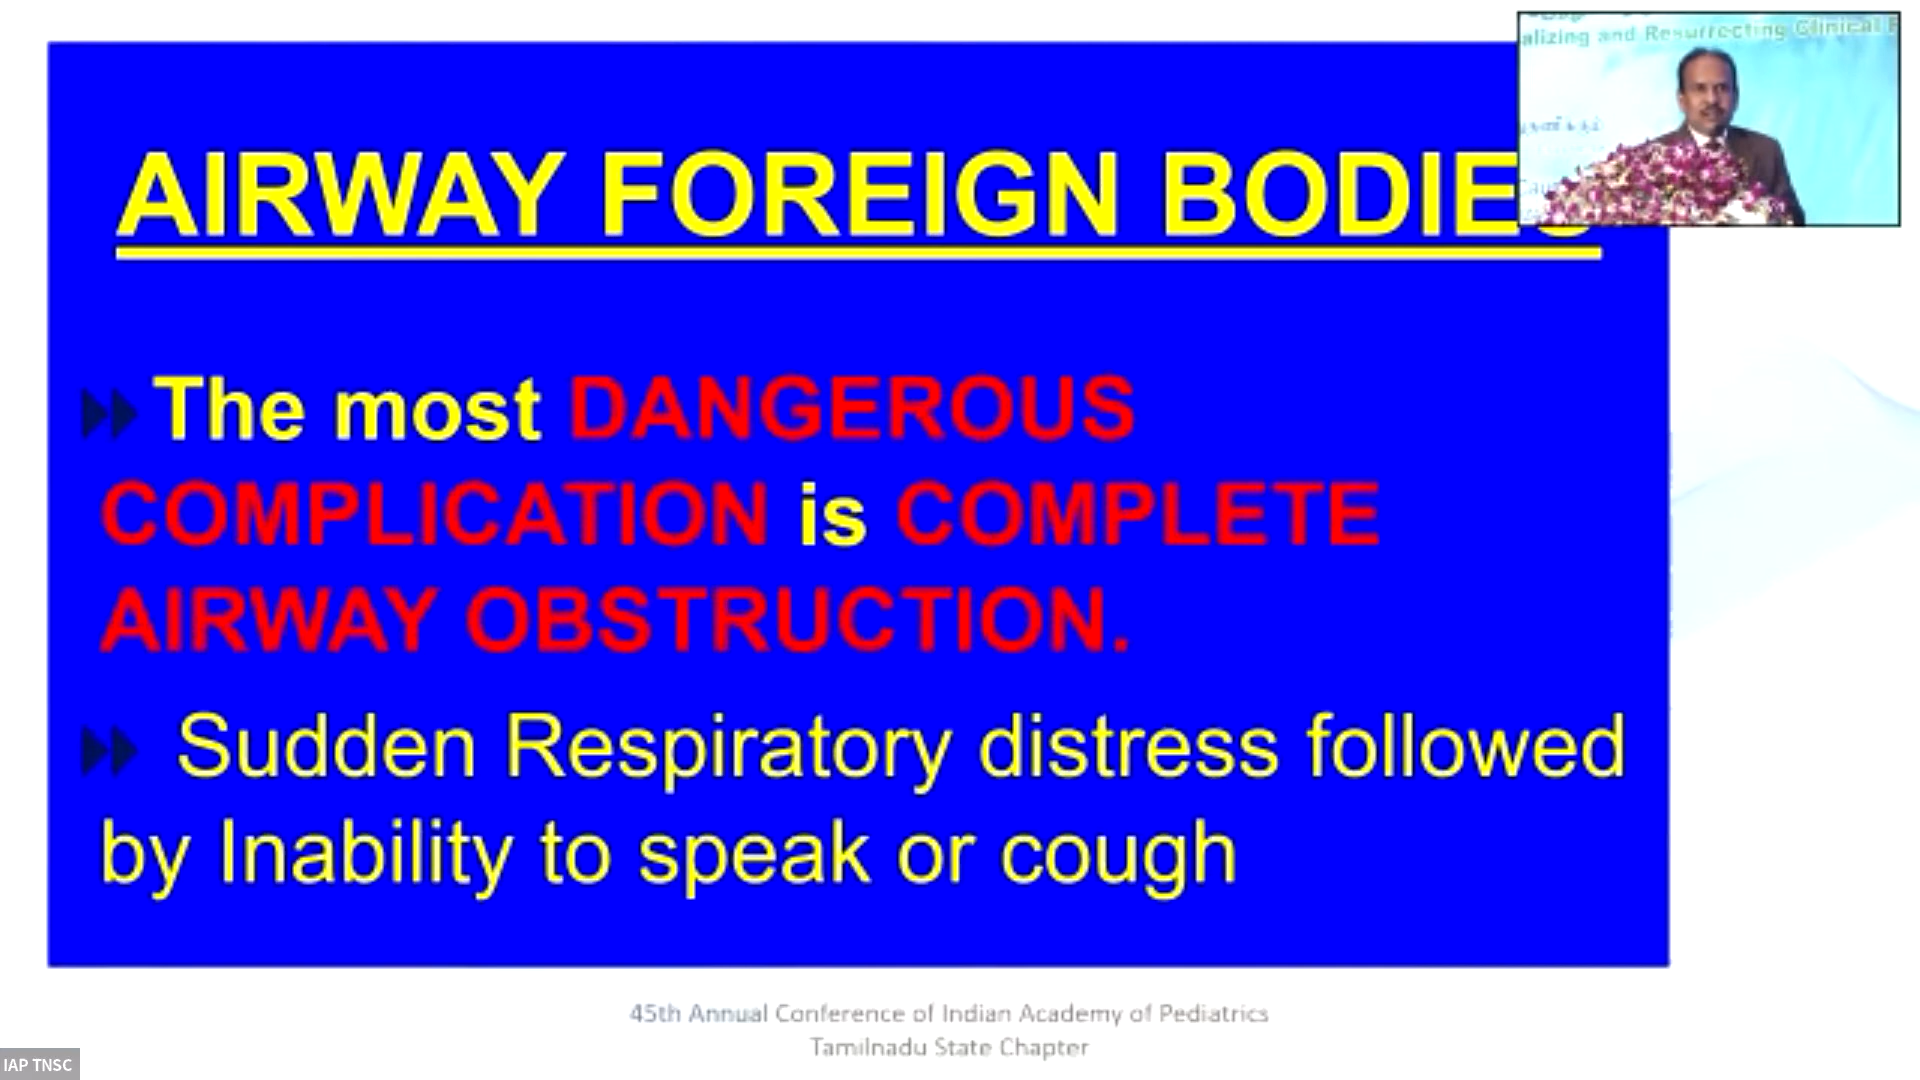 alizing and Resurrecting Clinical
AIRWAY FOREIGN BODIES
The most DANGEROUS
COMPLICATION is COMPLETE
AIRWAY OBSTRUCTION.
Sudden Respiratory distress followed
by Inability to speak or cough
45th Annual Conference of Indian Academy of Pediatrics
Tamilnadu State Chapter
IAP TNSC